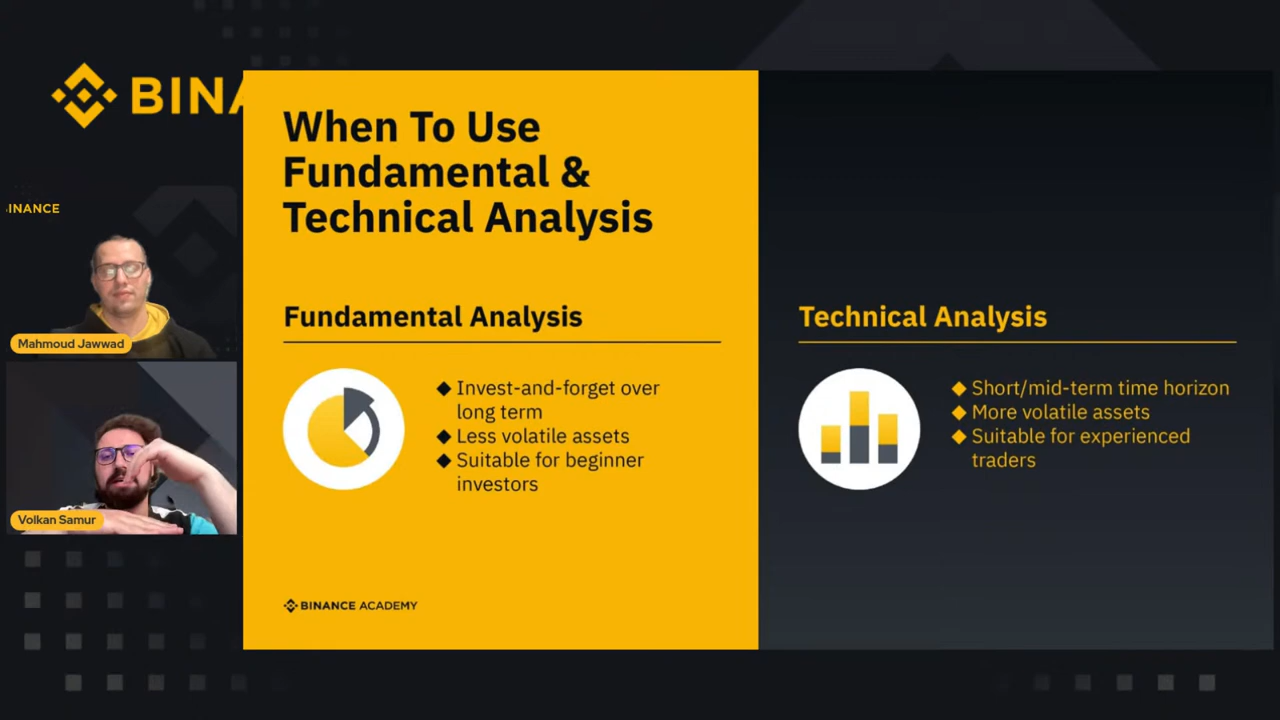 BINA
BINANCE
Mahmoud Jawwad
Volkan Samur
When To Use
Fundamental &
Technical Analysis
Fundamental Analysis
Invest-and-forget over
long term
Less volatile assets
Suitable for beginner
investors
BINANCE ACADEMY
Technical Analysis
Short/mid-term time horizon
More volatile assets
Suitable for experienced
traders